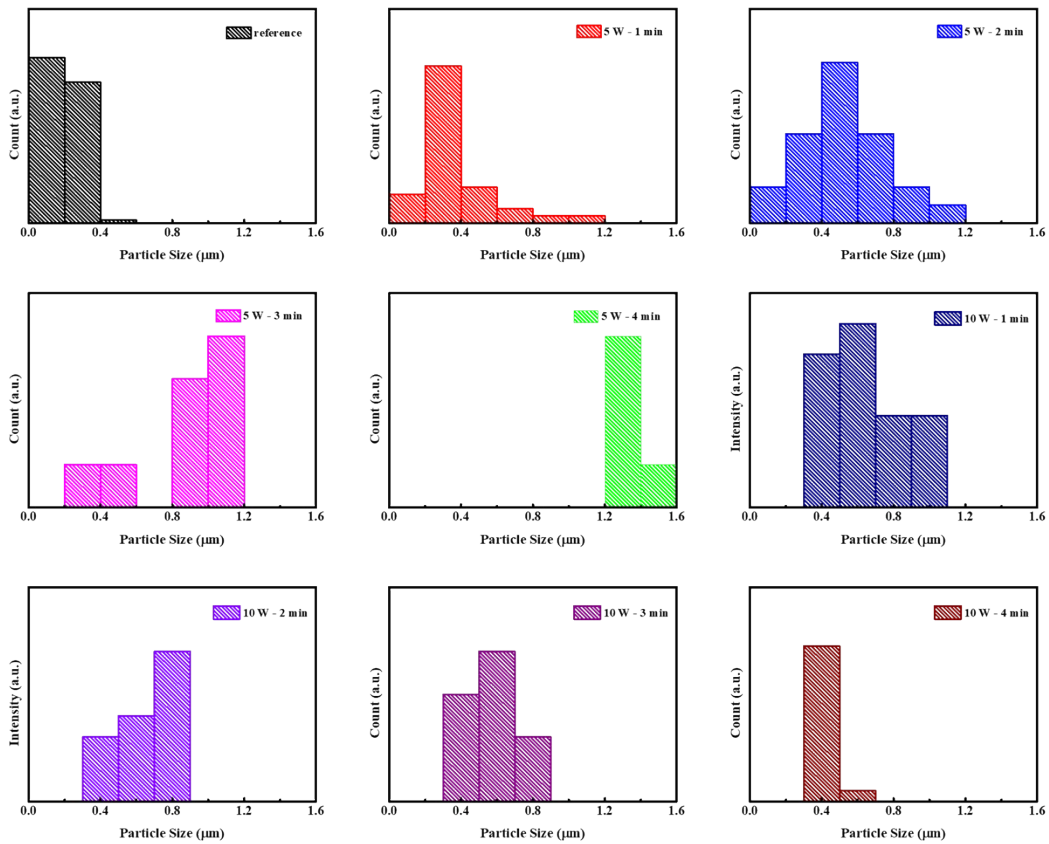 reference
Count (a.u.)
0.0 0.4 0.8 1.2 1.6
Particle Size (μm)
5 W - 1 min
Count (a.u.)
0.0 0.4 0.8 1.2 1.6
Particle Size (μm)
5 W - 2 min
Count (a.u.)
0.0 0.4 0.8 1.2 1.6
Particle Size (μm)
5 W - 3 min
Count (a.u.)
0.0 0.4 0.8 1.2 1.6
Particle Size (μm)
5 W - 4 min
Count (a.u.)
0.0 0.4 0.8 1.2 1.6
Particle Size (μm)
10 W - 1 min
Intensity (a.u.)
0.0 0.4 0.8 1.2 1.6
Particle Size (μm)
10 W - 2 min
Intensity (a.u.)
0.0 0.4 0.8 1.2 1.6
Particle Size (μm)
10 W - 3 min
Count (a.u.)
0.0 0.4 0.8 1.2 1.6
Particle Size (μm)
10 W - 4 min
Count (a.u.)
0.0 0.4 0.8 1.2 1.6
Particle Size (μm)